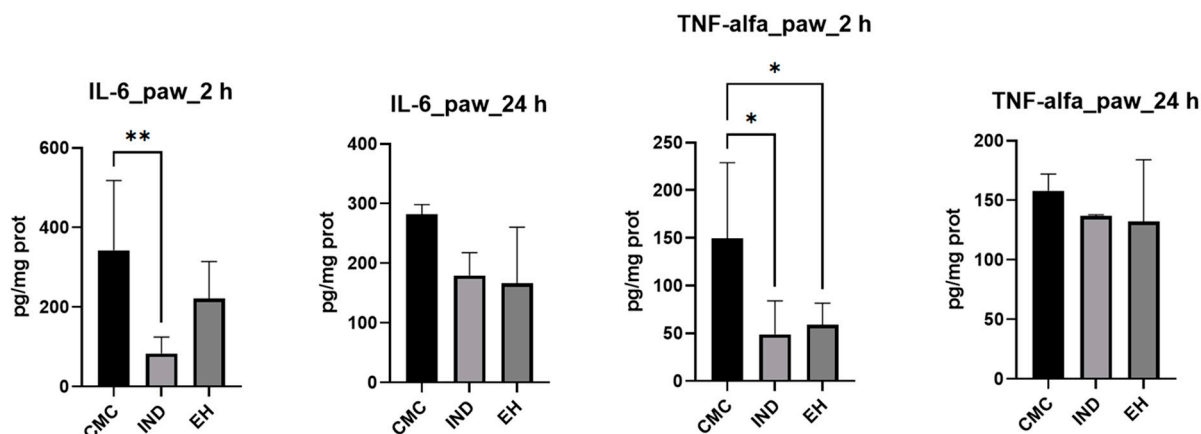 IL-6_paw_2 h
**
600
400
200
0
pg/mg prot
CMC
IND
EH
IL-6_paw_24 h
400
300
200
100
0
pg/mg prot
CMC
IND
EH
TNF-alfa_paw_2 h
*
*
250
200
150
100
50
0
pg/mg prot
CMC
IND
EH
TNF-alfa_paw_24 h
200
150
100
50
0
pg/mg prot
CMC
IND
EH